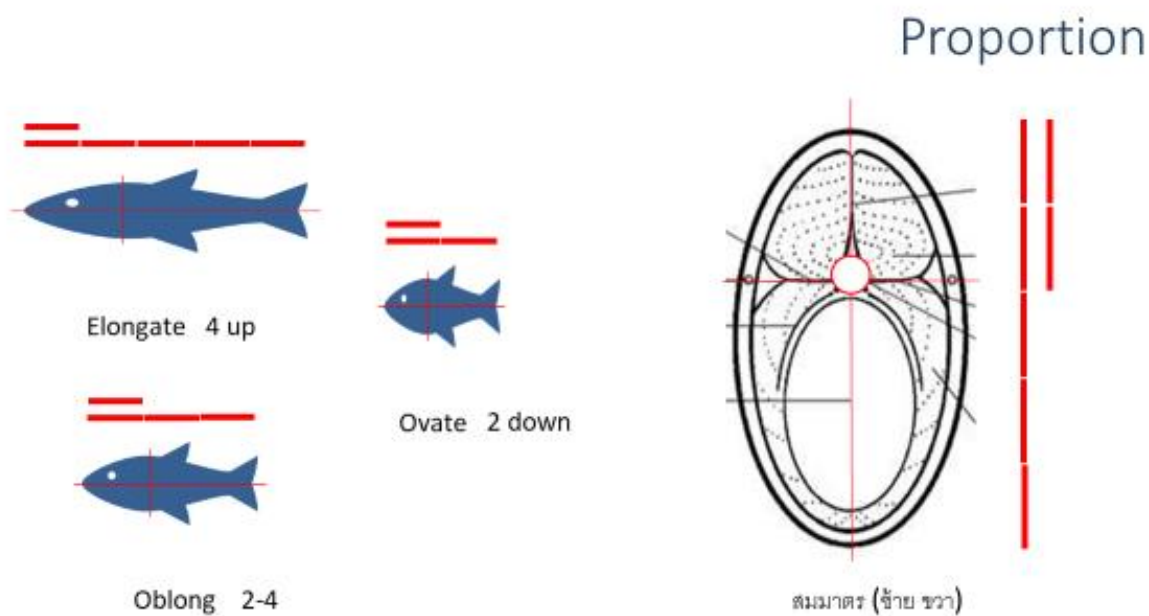 Proportion
Elongate 4 up
Ovate 2 down
Oblong 2-4
สมมาตร (ซ้าย ขวา)